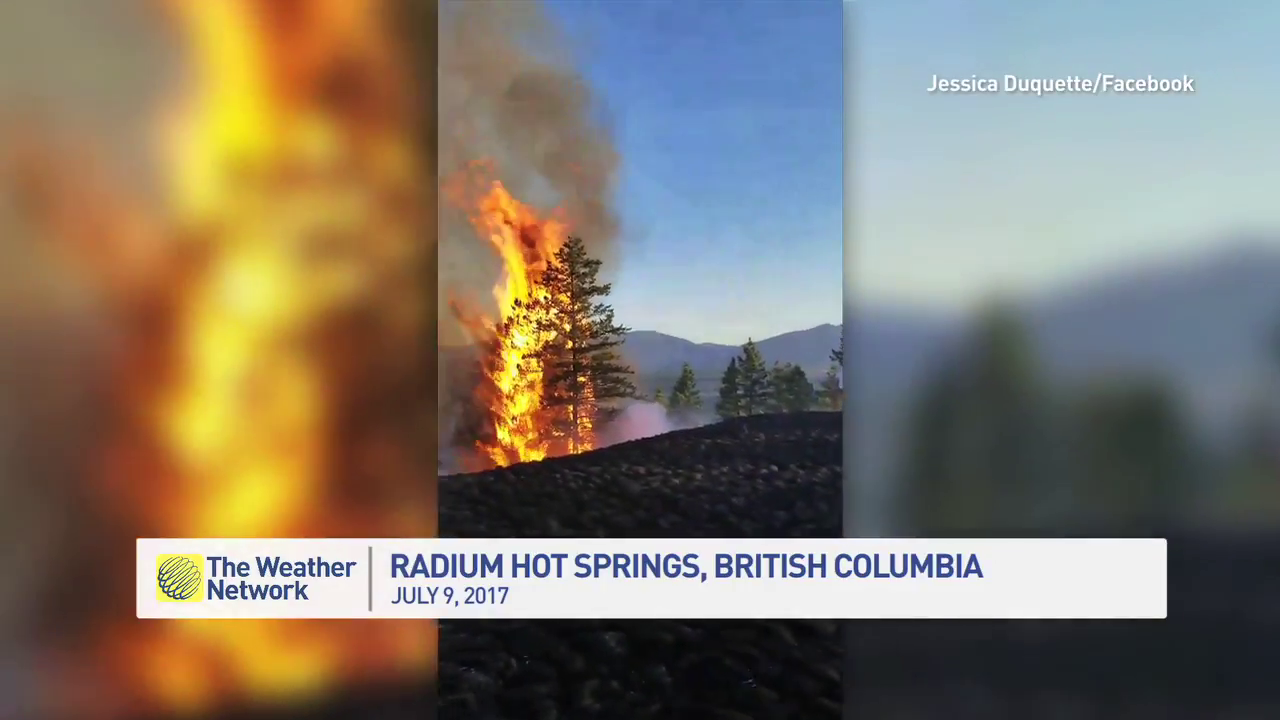 Jessica Duquette/Facebook
The Weather
Network
RADIUM HOT SPRINGS, BRITISH COLUMBIA
JULY 9, 2017